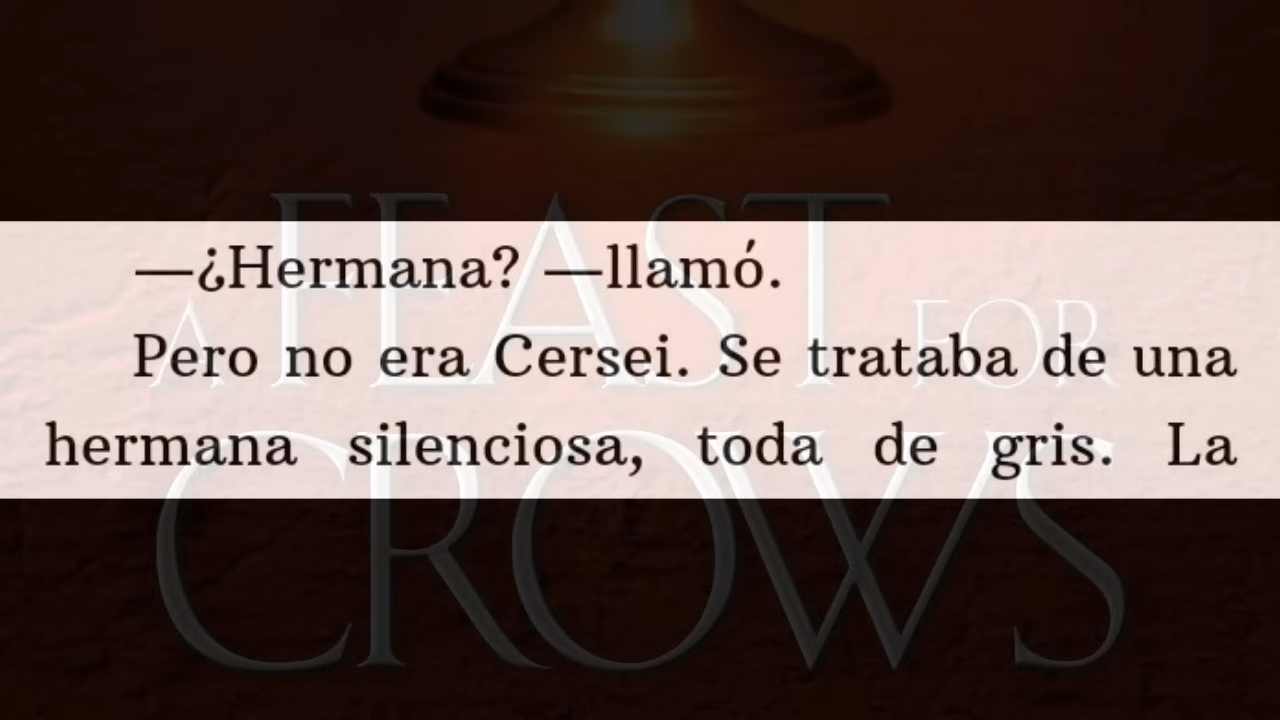 A FEAST FOR
CROWS
—¿Hermana? —llamó.
Pero no era Cersei. Se trataba de una
hermana silenciosa, toda de gris. La